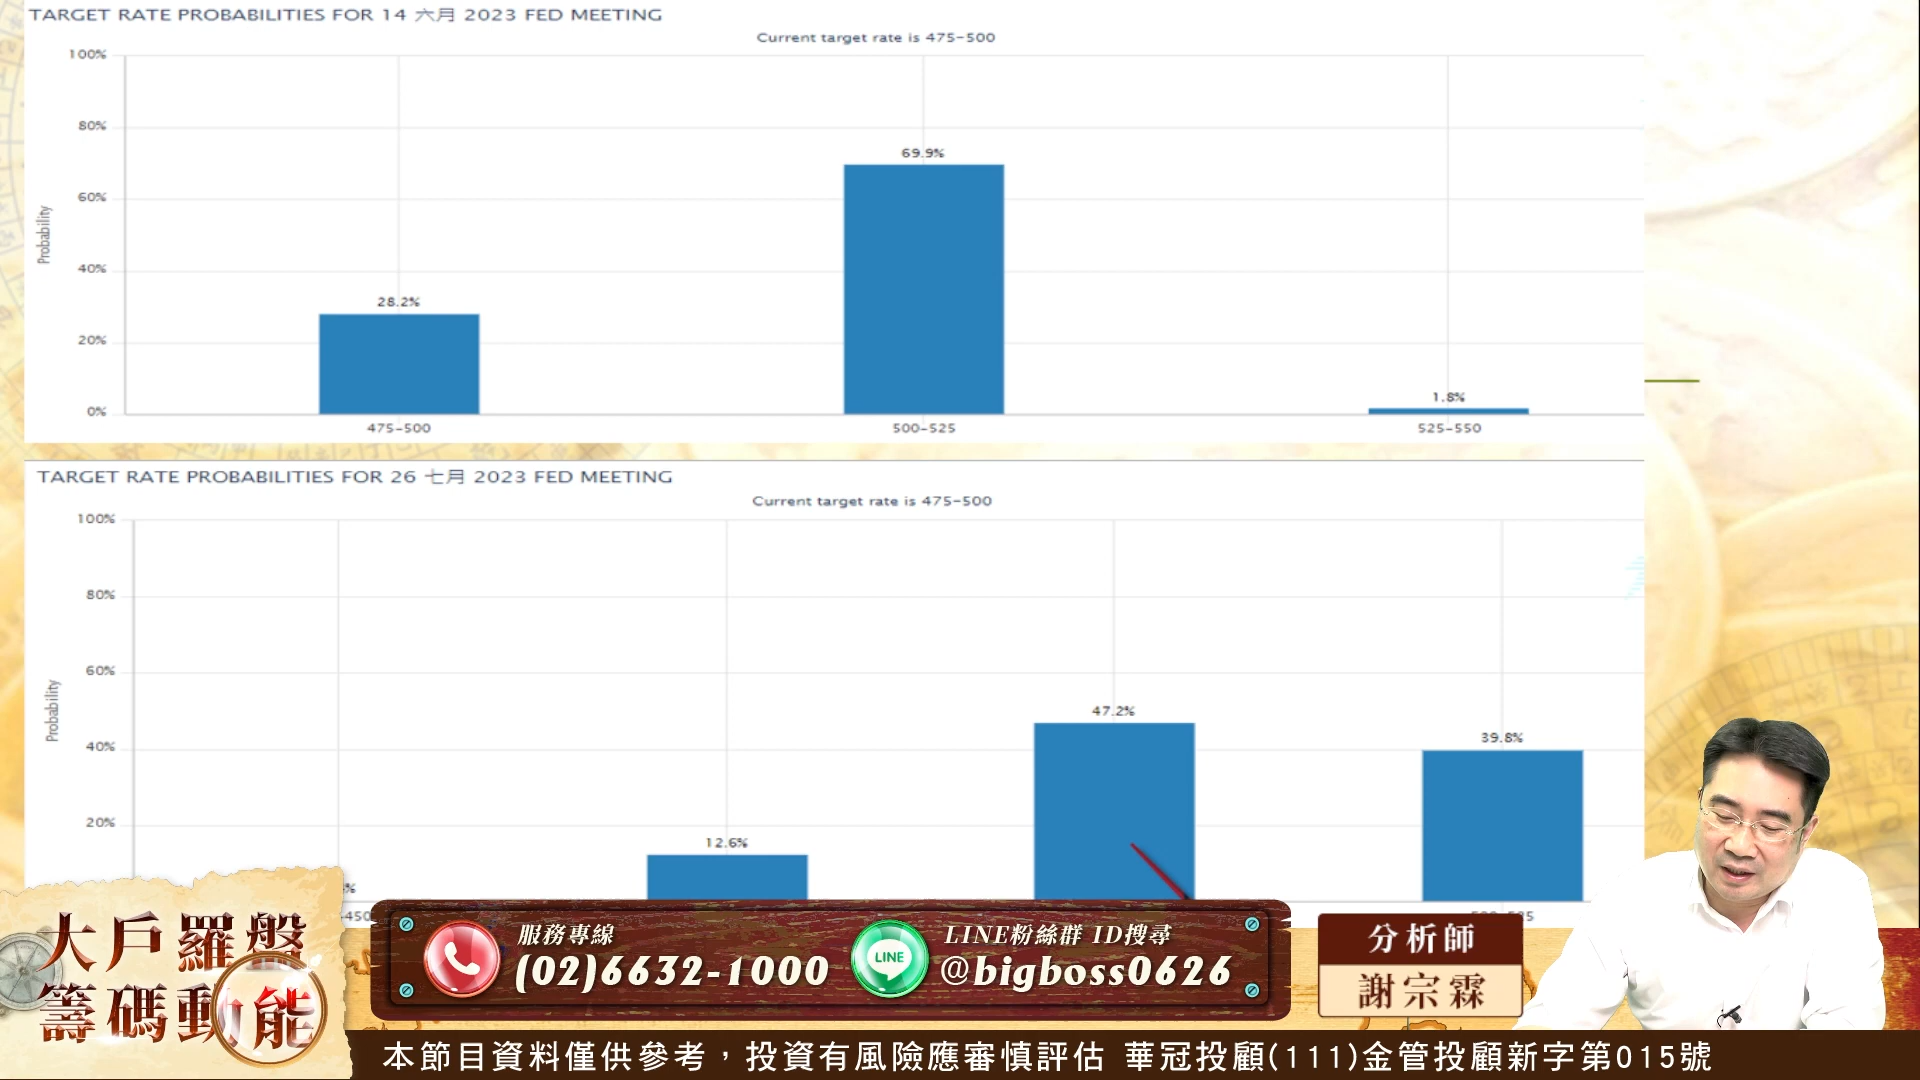 TARGET RATE PROBABILITIES FOR 14 六月 2023 FED MEETING
Current target rate is 475-500
100%
80%
60%
40%
20%
0%
Probability
28.2%
69.9%
1.8%
475-500
500-525
525-550
TARGET RATE PROBABILITIES FOR 26 七月 2023 FED MEETING
Current target rate is 475-500
100%
80%
60%
40%
20%
Probability
12.6%
47.2%
39.8%
%
-450
大戶羅盤
籌碼動能
服務專線
(02)6632-1000
LINE
LINE粉絲群 ID搜尋
@bigboss0626
分析師
謝宗霖
本節目資料僅供參考，投資有風險應審慎評估 華冠投顧(111)金管投顧新字第015號